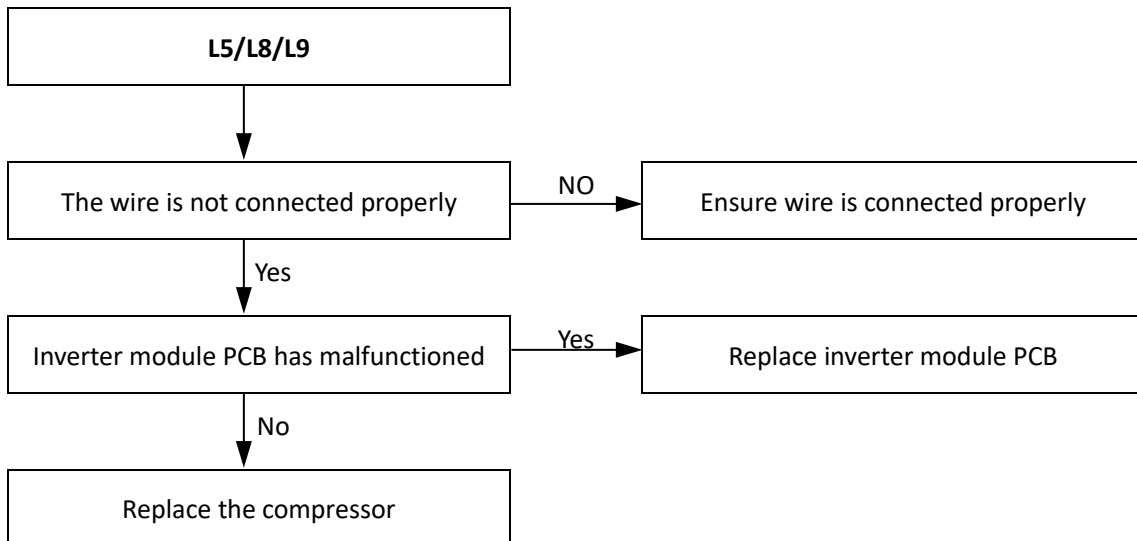 L5/L8/L9
The wire is not connected properly
NO
Ensure wire is connected properly
Yes
Inverter module PCB has malfunctioned
Yes
Replace inverter module PCB
No
Replace the compressor